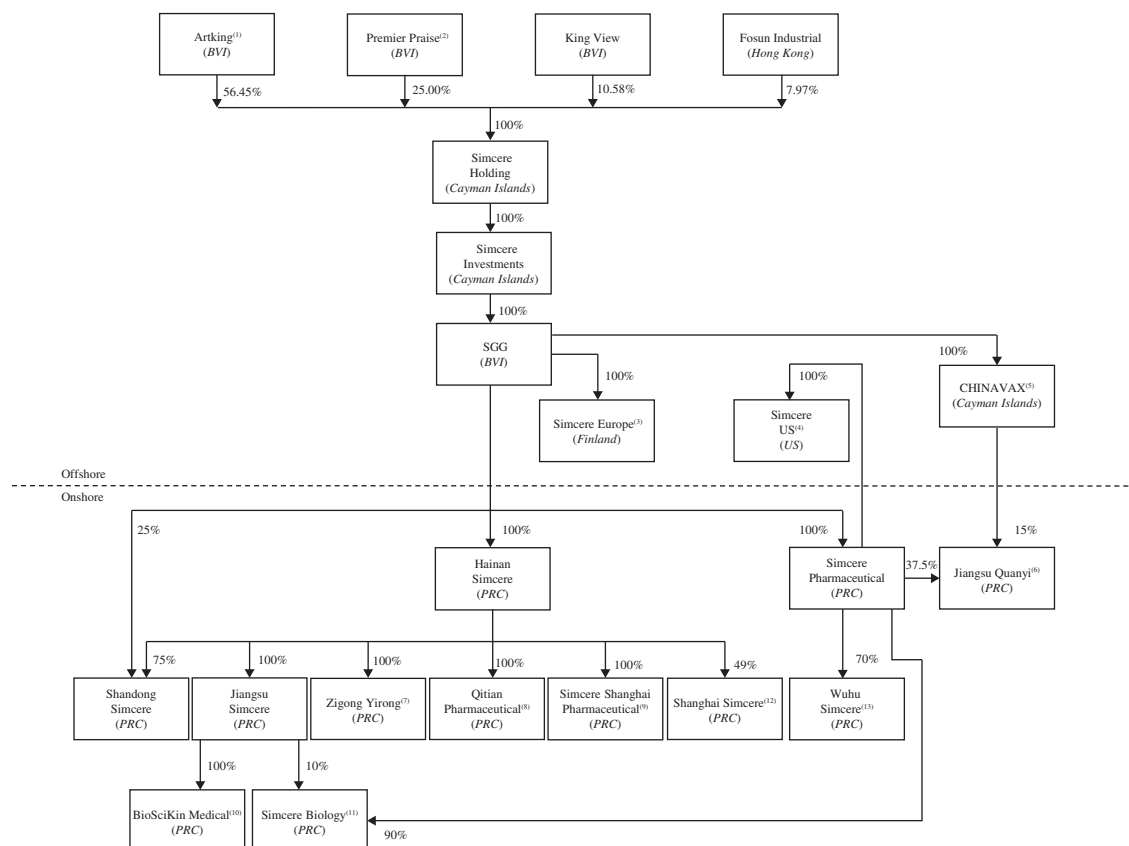 Artking(1)
(BVI)
Premier Praise(2)
(BVI)
King View
(BVI)
Fosun Industrial
(Hong Kong)
56.45%
25.00%
10.58%
7.97%
100%
Simcere
Holding
(Cayman Islands)
100%
Simcere
Investments
(Cayman Islands)
100%
SGG
(BVI)
100%
100%
100%
CHINAVAX(5)
(Cayman Islands)
Simcere Europe(3)
(Finland)
Simcere
US(4)
(US)
Offshore
Onshore
25%
100%
100%
15%
Hainan
Simcere
(PRC)
Simcere
Pharmaceutical
(PRC)
37.5%
Jiangsu Quanyi(6)
(PRC)
75%
100%
100%
100%
100%
49%
70%
Shandong
Simcere
(PRC)
Jiangsu
Simcere
(PRC)
Zigong Yirong(7)
(PRC)
Qitian
Pharmaceutical(8)
(PRC)
Simcere Shanghai
Pharmaceutical(9)
(PRC)
Shanghai Simcere(12)
(PRC)
Wuhu
Simcere(13)
(PRC)
100%
10%
BioSciKin Medical(10)
(PRC)
Simcere Biology(11)
(PRC)
90%